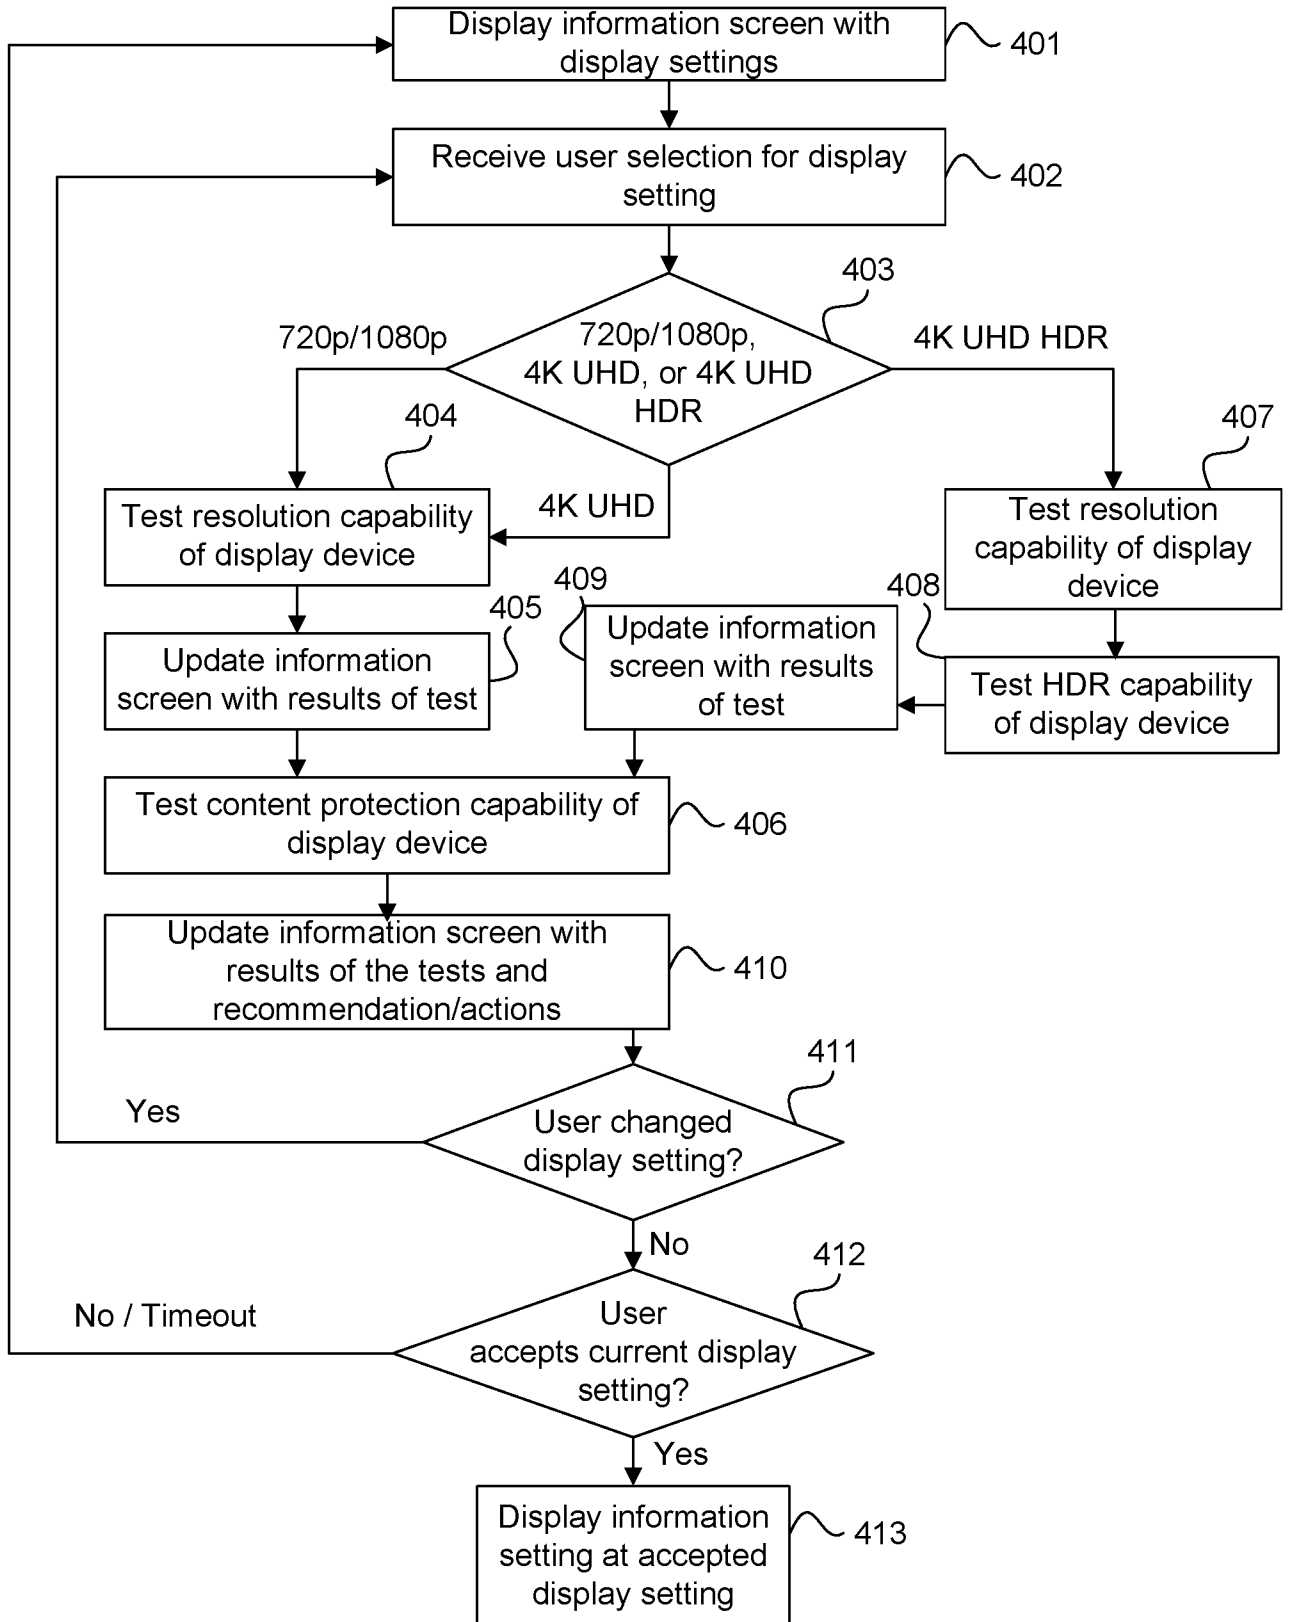 Display information screen with
display settings
401
Receive user selection for display
setting
402
403
720p/1080p
720p/1080p,
4K UHD, or 4K UHD
HDR
4K UHD HDR
404
407
4K UHD
Test resolution capability
of display device
Test resolution
capability of display
device
409
408
405
Update information
screen with results of test
Update information
screen with results
of test
Test HDR capability
of display device
Test content protection capability of
display device
406
Update information screen with
results of the tests and
recommendation/actions
410
411
Yes
User changed
display setting?
No
412
No / Timeout
User
accepts current display
setting?
Yes
Display information
setting at accepted
display setting
413